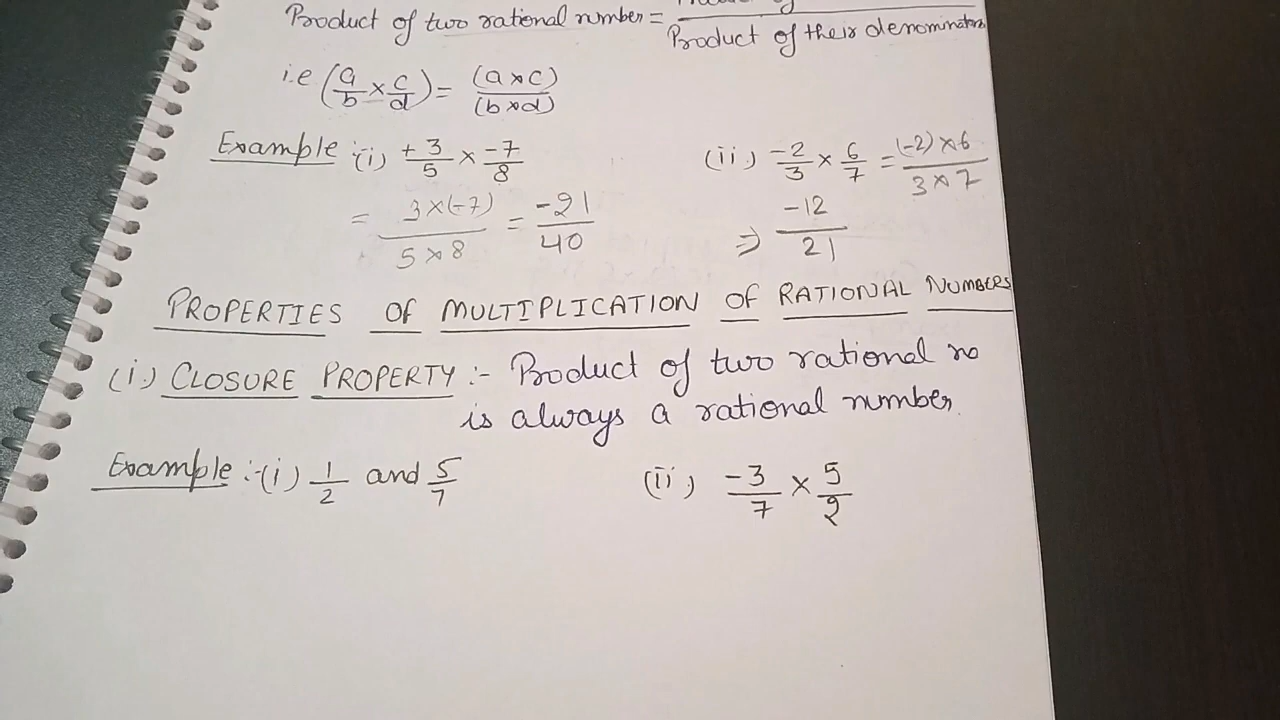 Product of two rational number =
Product of their denominators
i.e (a/b × c/d) = (a×c)/(b×d)
Example (i) +3/5 × -7/8
= 3×(-7)/5×8 = -21/40
(ii) -2/3 × 6/7 = (-2)×6/3×7
⇒ -12/21
PROPERTIES OF MULTIPLICATION OF RATIONAL NUMBERS
(i) CLOSURE PROPERTY :- Product of two rational no
is always a rational number.
Example :- (i) 1/2 and 5/7
(ii) -3/7 × 5/2